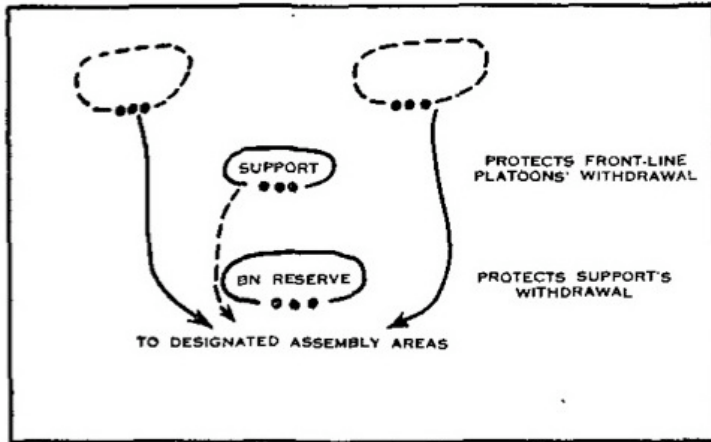 SUPPORT
PROTECTS FRONT-LINE
PLATOONS' WITHDRAWAL
BN RESERVE
PROTECTS SUPPORT'S
WITHDRAWAL
TO DESIGNATED ASSEMBLY AREAS